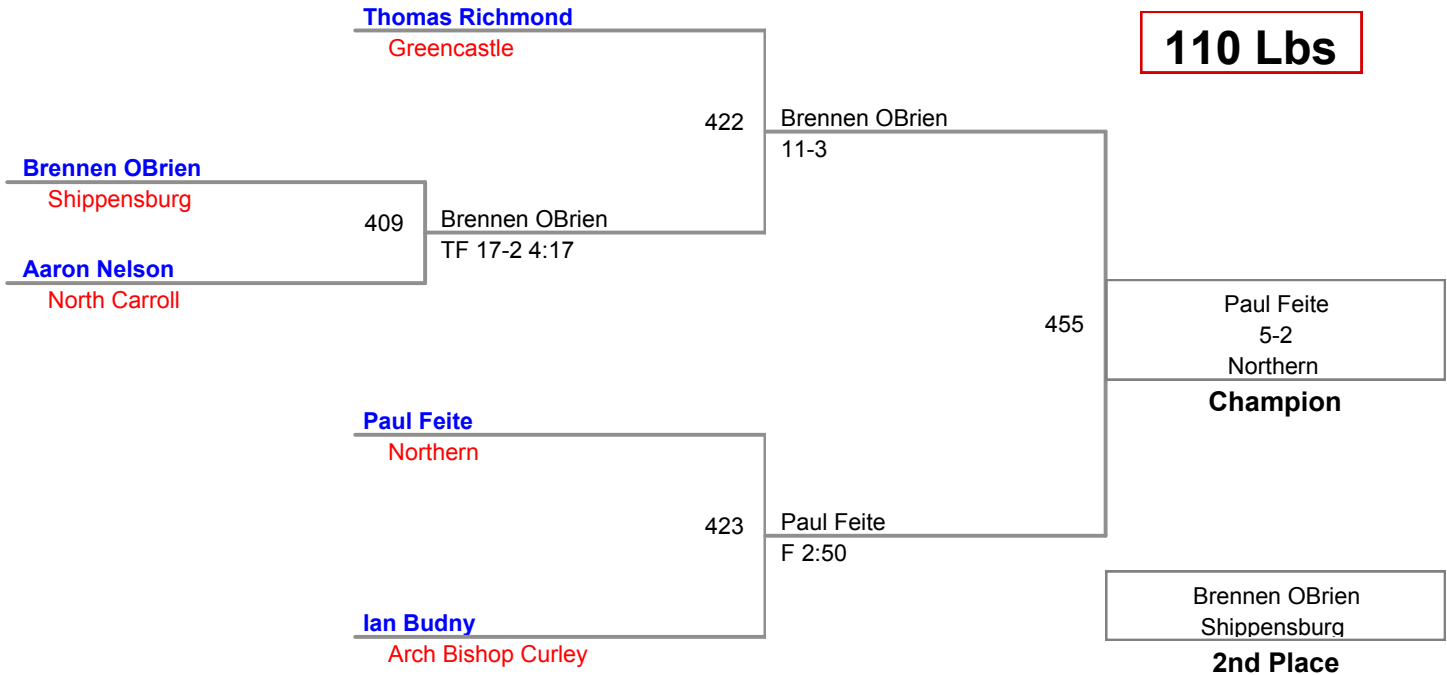 Thomas Richmond
Greencastle
110 Lbs
422
Brennen OBrien
11-3
Brennen OBrien
Shippensburg
409
Brennen OBrien
TF 17-2 4:17
Aaron Nelson
North Carroll
455
Paul Feite
5-2
Northern
Champion
Paul Feite
Northern
423
Paul Feite
F 2:50
Ian Budny
Arch Bishop Curley
Brennen OBrien
Shippensburg
2nd Place